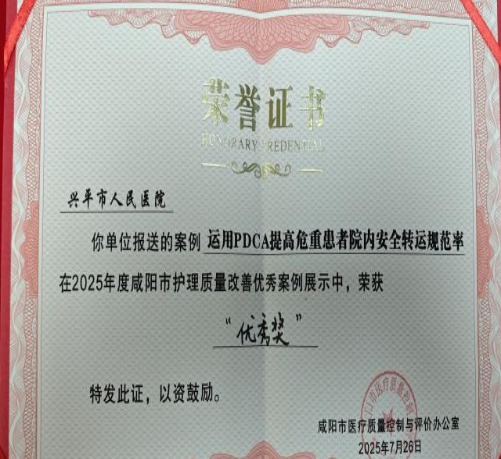 荣誉证书
HONORARY CREDENTIAL
兴平市人民医院
你单位报送的案例 运用PDCA提高危重患者院内安全转运规范率
在2025年度咸阳市护理质量改善优秀案例展示中，荣获
“优秀奖”
特发此证，以资鼓励。
咸阳市医疗质量控制与评价办公室
2025年7月26日